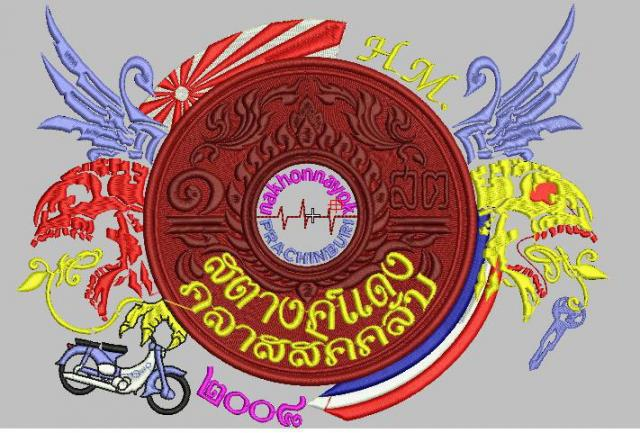 H.M.
๑ สต
nakhonnayok
PRACHINBURI
สตางค์แดง
คลาสสิคคลับ
๒๐๐๘